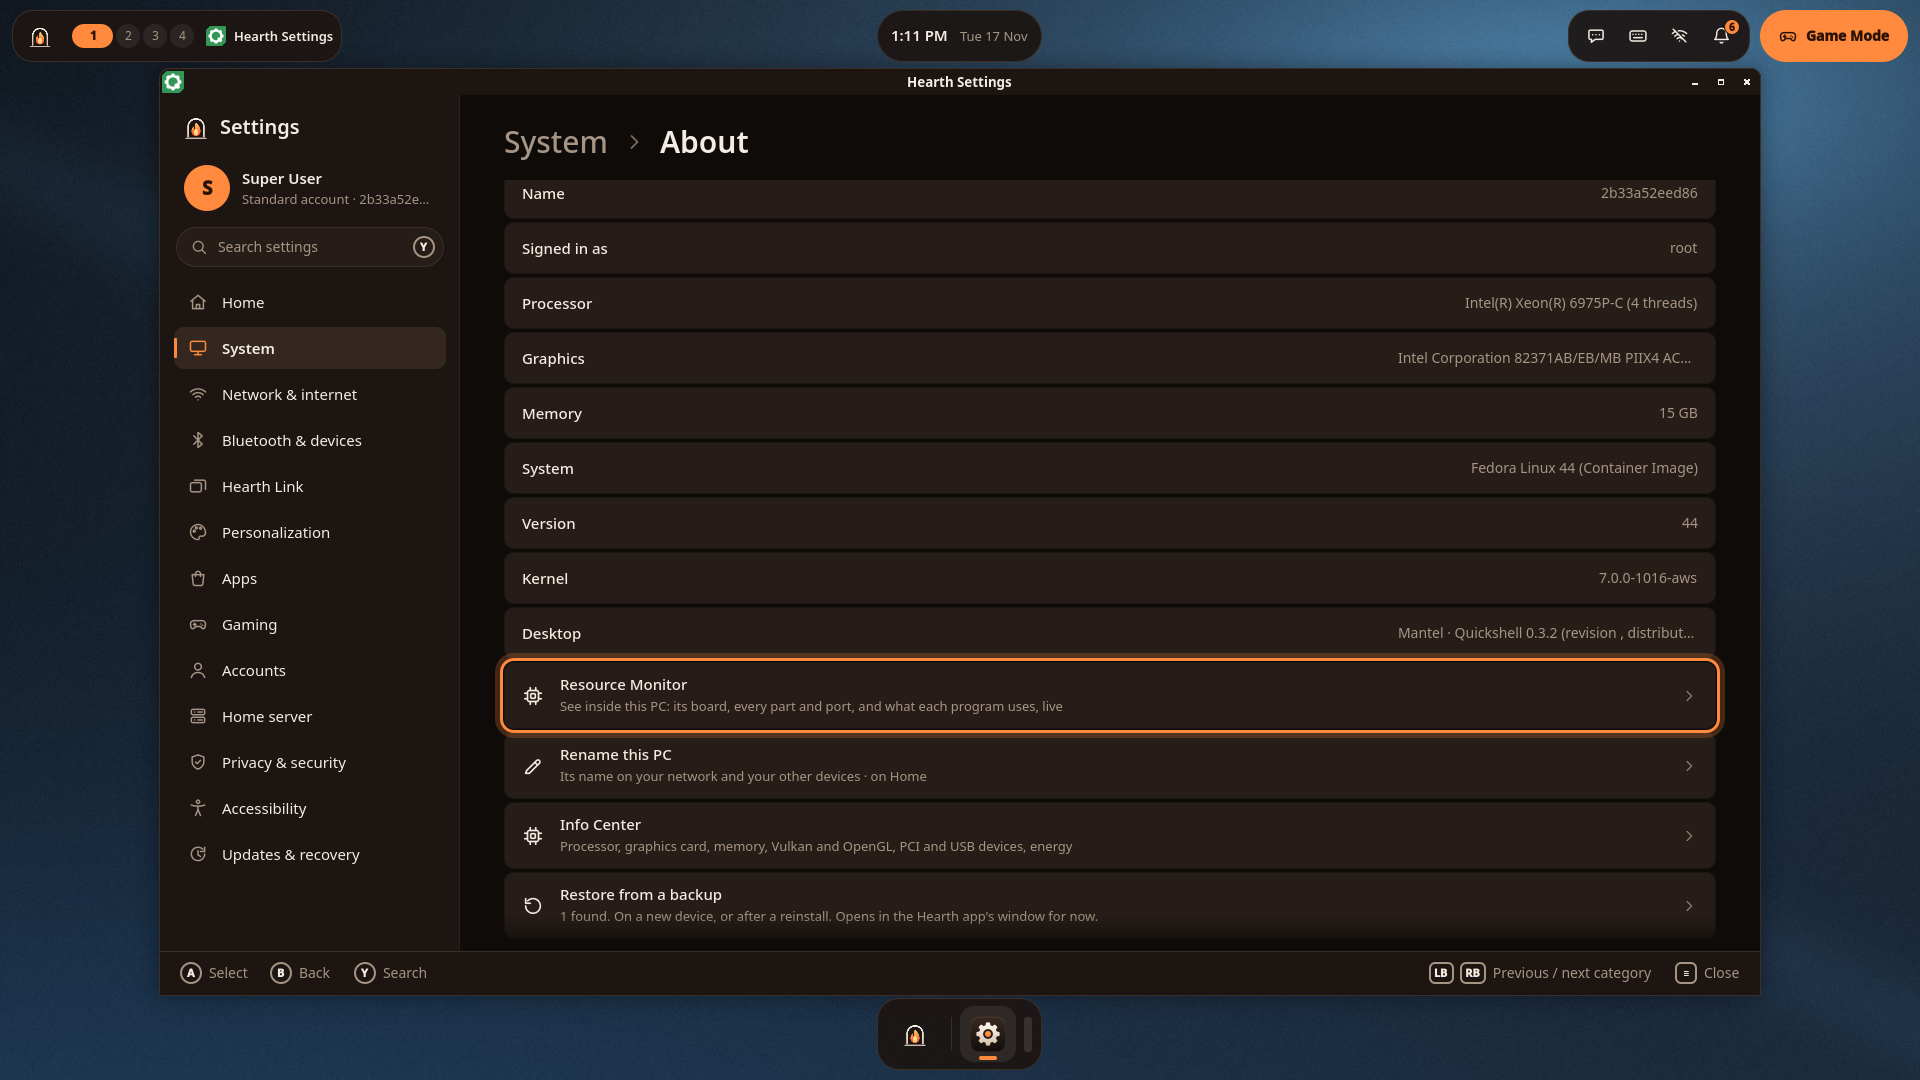 1
2
3
4
Hearth Settings
1:11 PM
Tue 17 Nov
6
Game Mode
Hearth Settings
Settings
S
Super User
Standard account · 2b33a52e...
Search settings
Y
Home
System
Network & internet
Bluetooth & devices
Hearth Link
Personalization
Apps
Gaming
Accounts
Home server
Privacy & security
Accessibility
Updates & recovery
System
About
Name
2b33a52eed86
Signed in as
root
Processor
Intel(R) Xeon(R) 6975P-C (4 threads)
Graphics
Intel Corporation 82371AB/EB/MB PIIX4 AC...
Memory
15 GB
System
Fedora Linux 44 (Container Image)
Version
44
Kernel
7.0.0-1016-aws
Desktop
Mantel · Quickshell 0.3.2 (revision , distribut...
Resource Monitor
See inside this PC: its board, every part and port, and what each program uses, live
Rename this PC
Its name on your network and your other devices · on Home
Info Center
Processor, graphics card, memory, Vulkan and OpenGL, PCI and USB devices, energy
Restore from a backup
1 found. On a new device, or after a reinstall. Opens in the Hearth app's window for now.
A
Select
B
Back
Y
Search
LB
RB
Previous / next category
Close